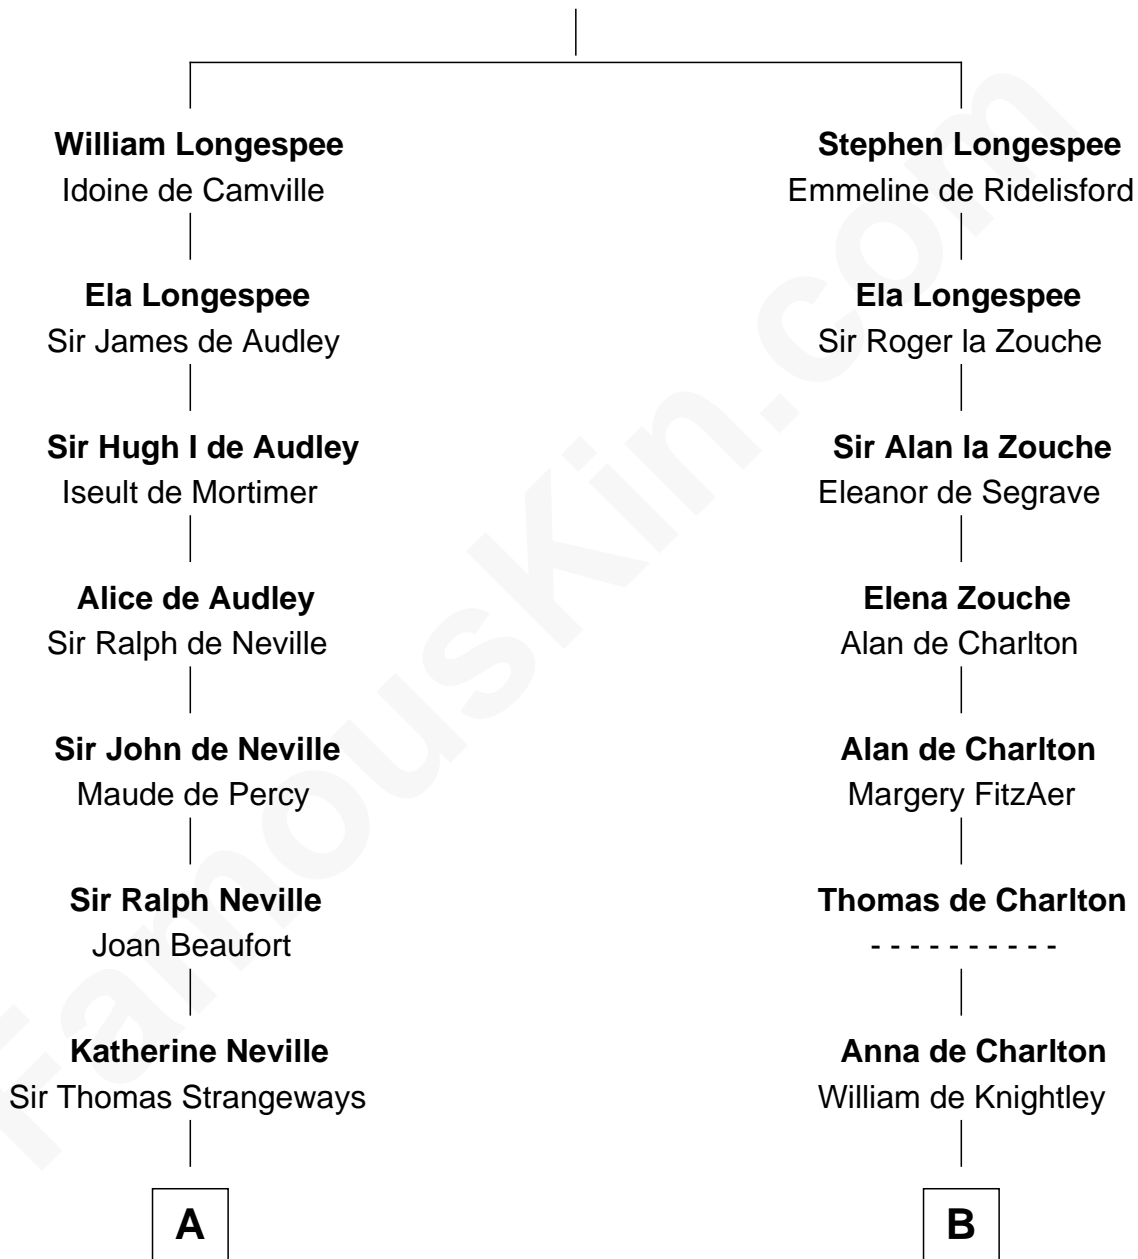 William Longespee
Idoine de Camville
Ela Longespee
Sir James de Audley
Sir Hugh I de Audley
Iseult de Mortimer
Alice de Audley
Sir Ralph de Neville
Sir John de Neville
Maude de Percy
Sir Ralph Neville
Joan Beaufort
Katherine Neville
Sir Thomas Strangeways
A
Stephen Longespee
Emmeline de Ridelisford
Ela Longespee
Sir Roger la Zouche
Sir Alan la Zouche
Eleanor de Segrave
Elena Zouche
Alan de Charlton
Alan de Charlton
Margery FitzAer
Thomas de Charlton
- - - - - - - - - -
Anna de Charlton
William de Knightley
B
FamousKin.com